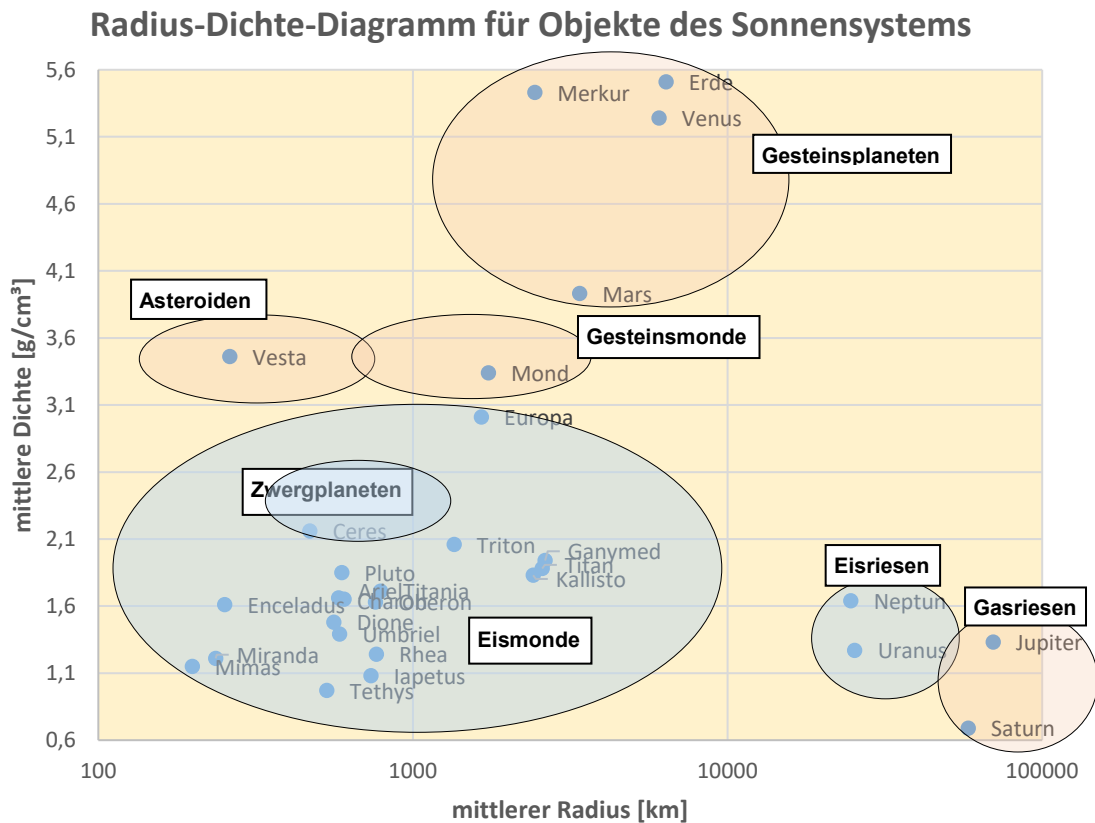 Radius-Dichte-Diagramm für Objekte des Sonnensystems
5,6
5,1
4,6
4,1
3,6
3,1
2,6
2,1
1,6
1,1
0,6
mittlere Dichte [g/cm³]
Merkur
Erde
Venus
Gesteinsplaneten
Mars
Asteroiden
Vesta
Gesteinsmonde
Mond
Europa
Zwergplaneten
Ceres
Triton
Ganymed
Titan
Kallisto
Pluto
Ariel
Titania
Charon
Oberon
Enceladus
Dione
Umbriel
Eismonde
Miranda
Mimas
Rhea
Iapetus
Tethys
Eisriesen
Neptun
Uranus
Gasriesen
Jupiter
Saturn
100
1000
10000
100000
mittlerer Radius [km]